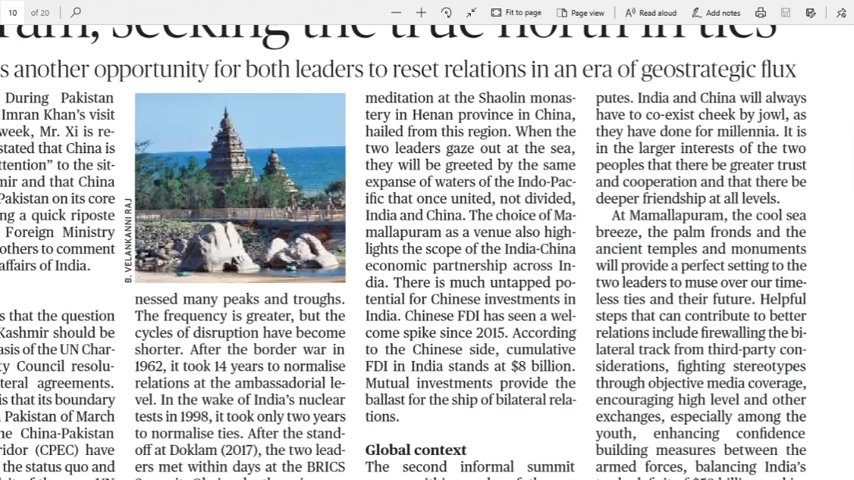 10 of 20 Fit to page Page view Read aloud Add notes
ram, seeking the true north in ties
s another opportunity for both leaders to reset relations in an era of geostrategic flux
During Pakistan
Imran Khan's visit
week, Mr. Xi is re-
stated that China is
ttention" to the sit-
mir and that China
Pakistan on its core
ng a quick riposte
Foreign Ministry
others to comment
affairs of India.
s that the question
Kashmir should be
asis of the UN Char-
ty Council resolu-
teral agreements.
is that its boundary
Pakistan of March
he China-Pakistan
ridor (CPEC) have
the status quo and
B. VELANKANNI RAJ
nessed many peaks and troughs.
The frequency is greater, but the
cycles of disruption have become
shorter. After the border war in
1962, it took 14 years to normalise
relations at the ambassadorial le-
vel. In the wake of India's nuclear
tests in 1998, it took only two years
to normalise ties. After the stand-
off at Doklam (2017), the two lead-
ers met within days at the BRICS
meditation at the Shaolin monas-
tery in Henan province in China,
hailed from this region. When the
two leaders gaze out at the sea,
they will be greeted by the same
expanse of waters of the Indo-Pac-
ific that once united, not divided,
India and China. The choice of Ma-
mallapuram as a venue also high-
lights the scope of the India-China
economic partnership across In-
dia. There is much untapped po-
tential for Chinese investments in
India. Chinese FDI has seen a wel-
come spike since 2015. According
to the Chinese side, cumulative
FDI in India stands at $8 billion.
Mutual investments provide the
ballast for the ship of bilateral rela-
tions.
Global context
The second informal summit
putes. India and China will always
have to co-exist cheek by jowl, as
they have done for millennia. It is
in the larger interests of the two
peoples that there be greater trust
and cooperation and that there be
deeper friendship at all levels.
At Mamallapuram, the cool sea
breeze, the palm fronds and the
ancient temples and monuments
will provide a perfect setting to the
two leaders to muse over our time-
less ties and their future. Helpful
steps that can contribute to better
relations include firewalling the bi-
lateral track from third-party con-
siderations, fighting stereotypes
through objective media coverage,
encouraging high level and other
exchanges, especially among the
youth, enhancing confidence
building measures between the
armed forces, balancing India's